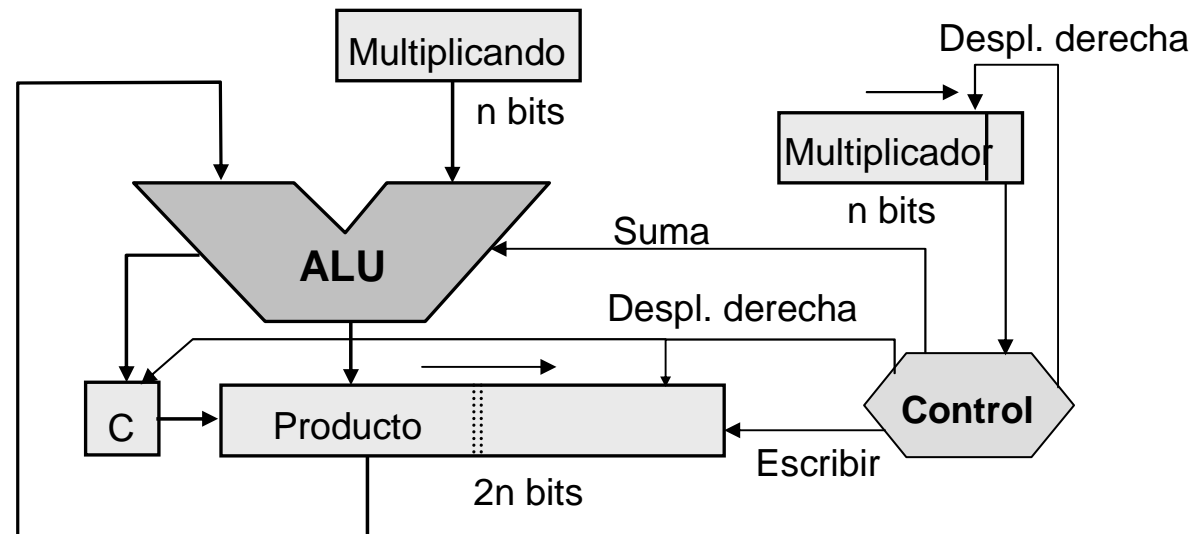 Despl. derecha
Multiplicando
n bits
Multiplicador
n bits
Suma
ALU
Despl. derecha
Control
C
Producto
Escribir
2n bits